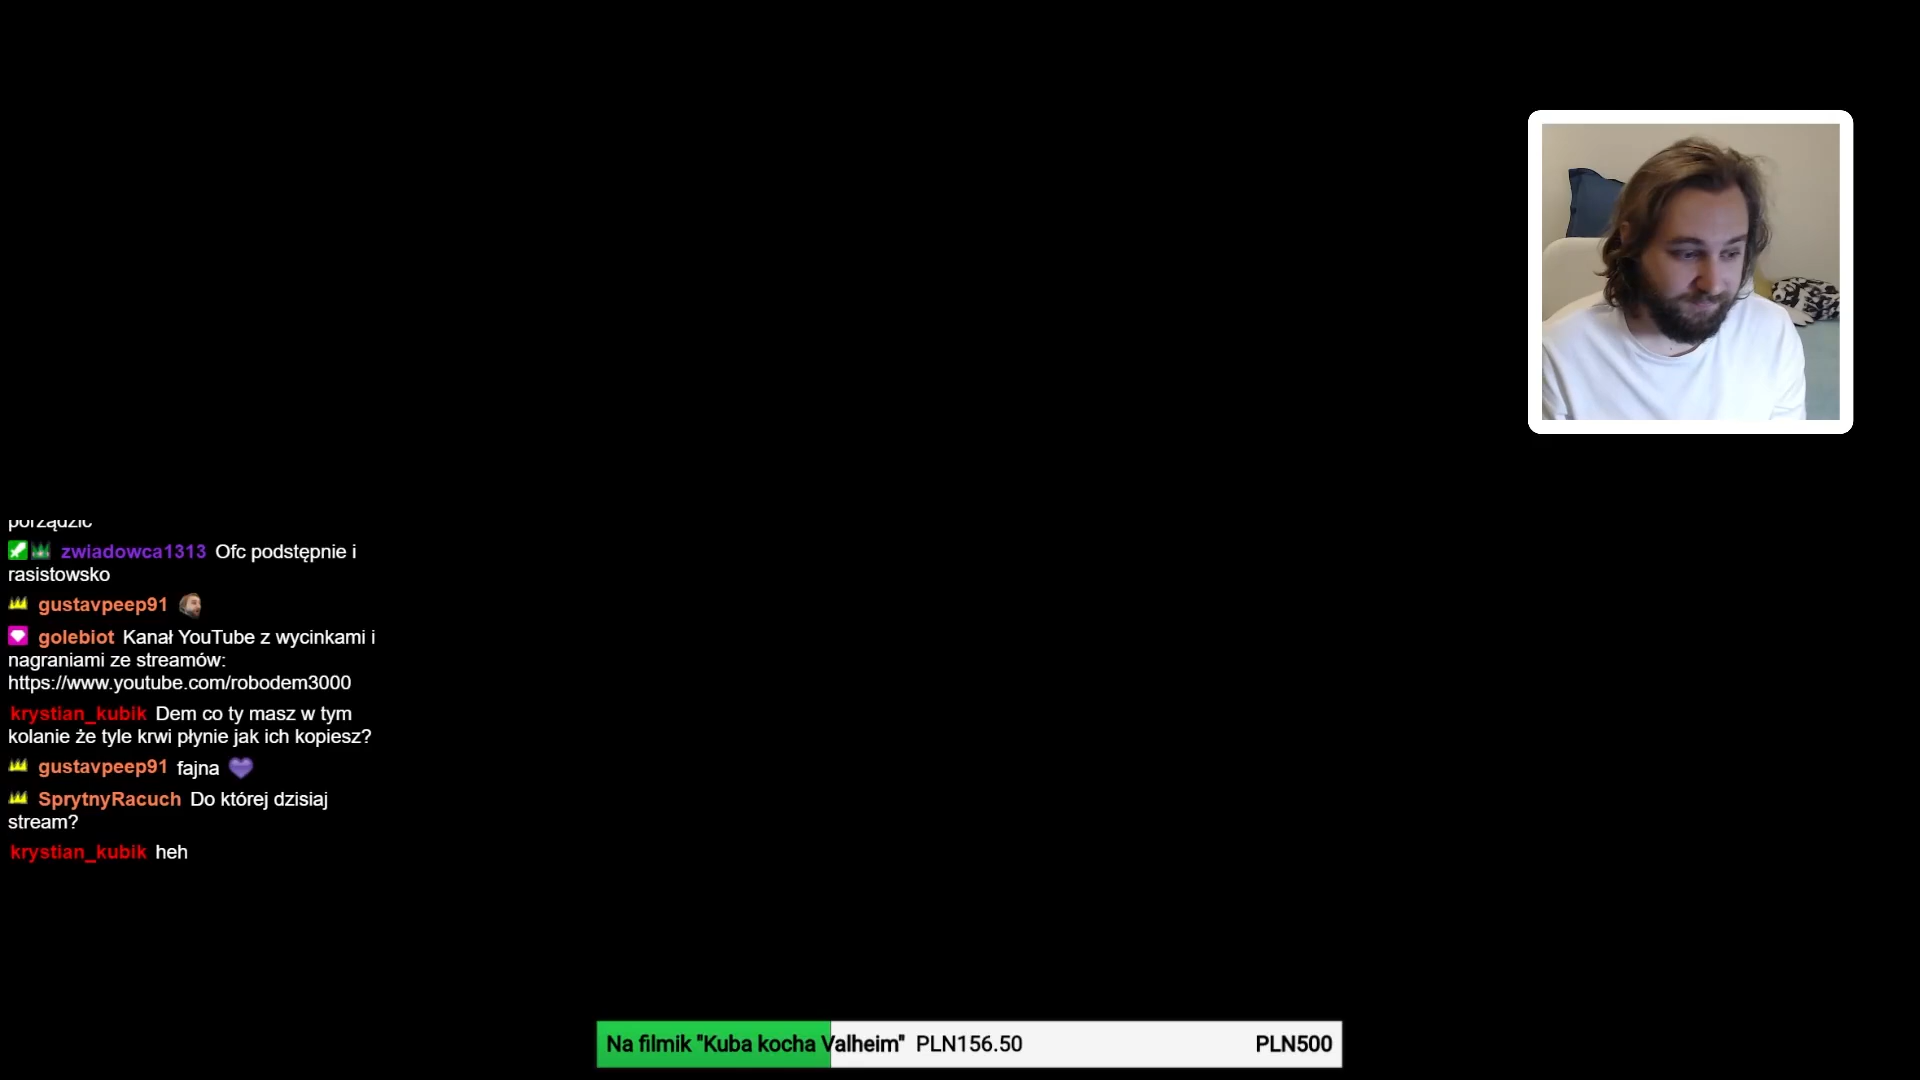 porządzić
zwiadowca1313 Ofc podstępnie i
rasistowsko
gustavpeep91
golebiot Kanał YouTube z wycinkami i
nagraniami ze streamów:
https://www.youtube.com/robodem3000
krystian_kubik Dem co ty masz w tym
kolanie że tyle krwi płynie jak ich kopiesz?
gustavpeep91 fajna
SprytnyRacuch Do której dzisiaj
stream?
krystian_kubik heh
Na filmik "Kuba kocha Valheim" PLN156.50 PLN500